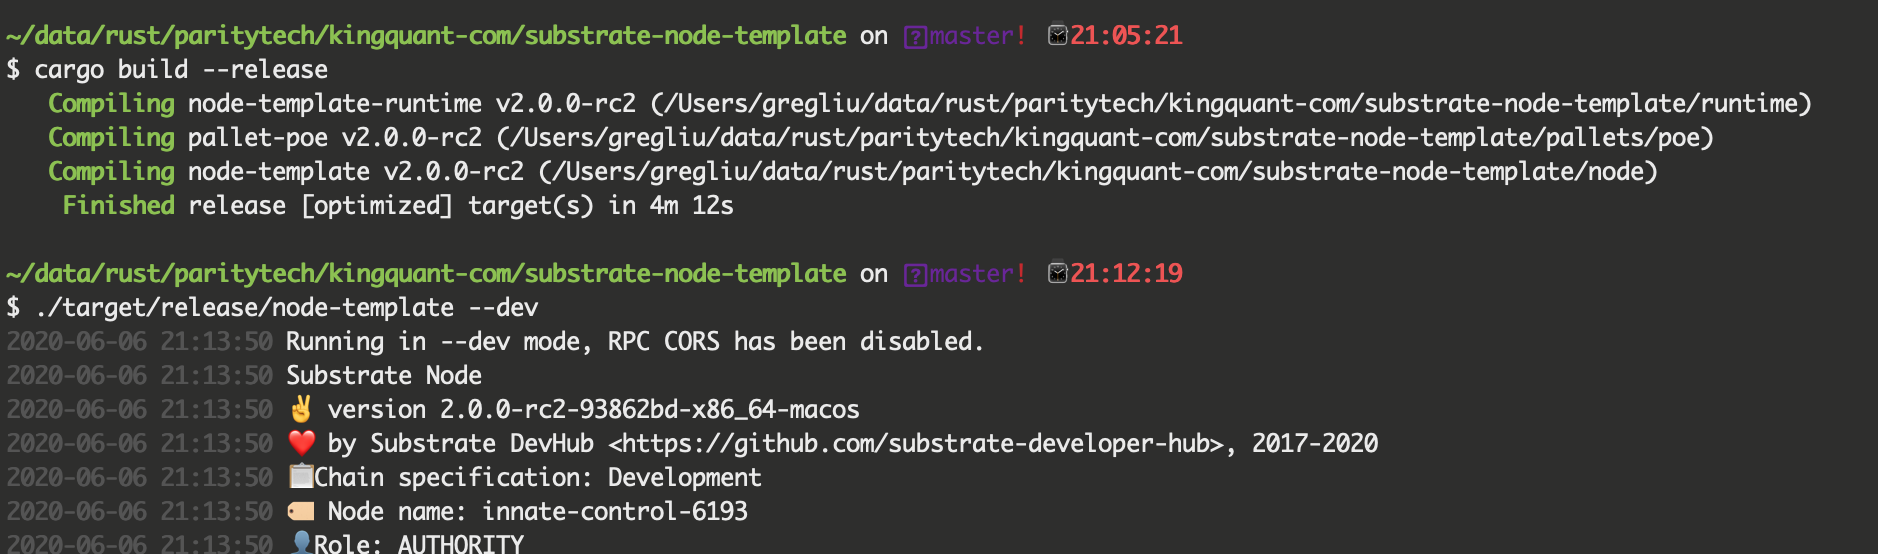 ~/data/rust/paritytech/kingquant-com/substrate-node-template on master! 21:05:21
$ cargo build --release
Compiling node-template-runtime v2.0.0-rc2 (/Users/gregliu/data/rust/paritytech/kingquant-com/substrate-node-template/runtime)
Compiling pallet-poe v2.0.0-rc2 (/Users/gregliu/data/rust/paritytech/kingquant-com/substrate-node-template/pallets/poe)
Compiling node-template v2.0.0-rc2 (/Users/gregliu/data/rust/paritytech/kingquant-com/substrate-node-template/node)
Finished release [optimized] target(s) in 4m 12s
~/data/rust/paritytech/kingquant-com/substrate-node-template on master! 21:12:19
$ ./target/release/node-template --dev
2020-06-06 21:13:50 Running in --dev mode, RPC CORS has been disabled.
2020-06-06 21:13:50 Substrate Node
2020-06-06 21:13:50 ✌️ version 2.0.0-rc2-93862bd-x86_64-macos
2020-06-06 21:13:50 ❤️ by Substrate DevHub <https://github.com/substrate-developer-hub>, 2017-2020
2020-06-06 21:13:50 📋Chain specification: Development
2020-06-06 21:13:50 🏷 Node name: innate-control-6193
2020-06-06 21:13:50 👤Role: AUTHORITY